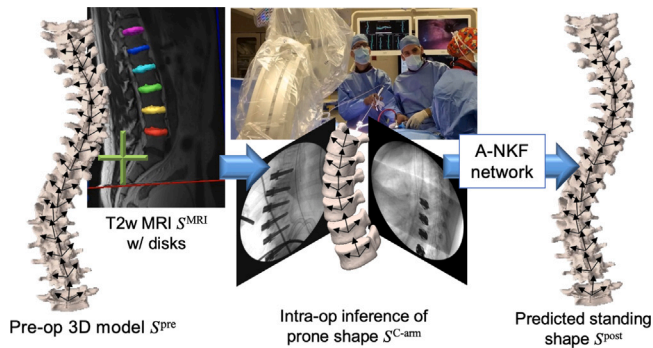 T2w MRI S^MRI
w/ disks
Pre-op 3D model S^pre
Intra-op inference of
prone shape S^C-arm
A-NKF
network
Predicted standing
shape S^post